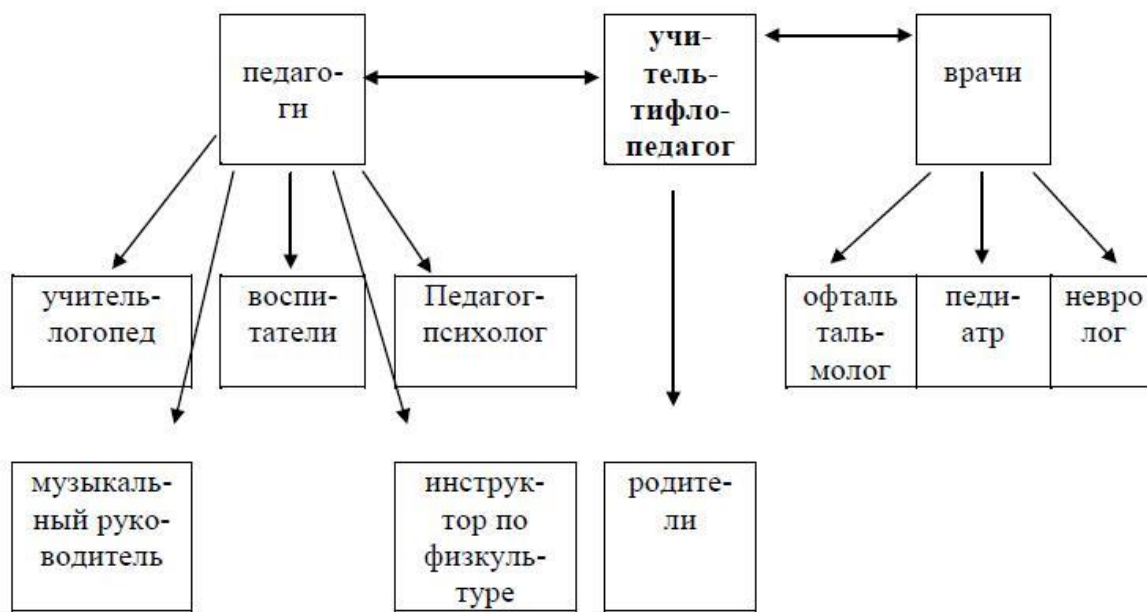 педаго-
ги
учи-
тель-
тифло-
педагог
врачи
учитель-
логопед
воспи-
татели
Педагог-
психолог
офталь
таль-
молог
педи-
атр
невро
лог
музыкаль-
ный руко-
водитель
инструк-
тор по
физкуль-
туре
родите-
ли